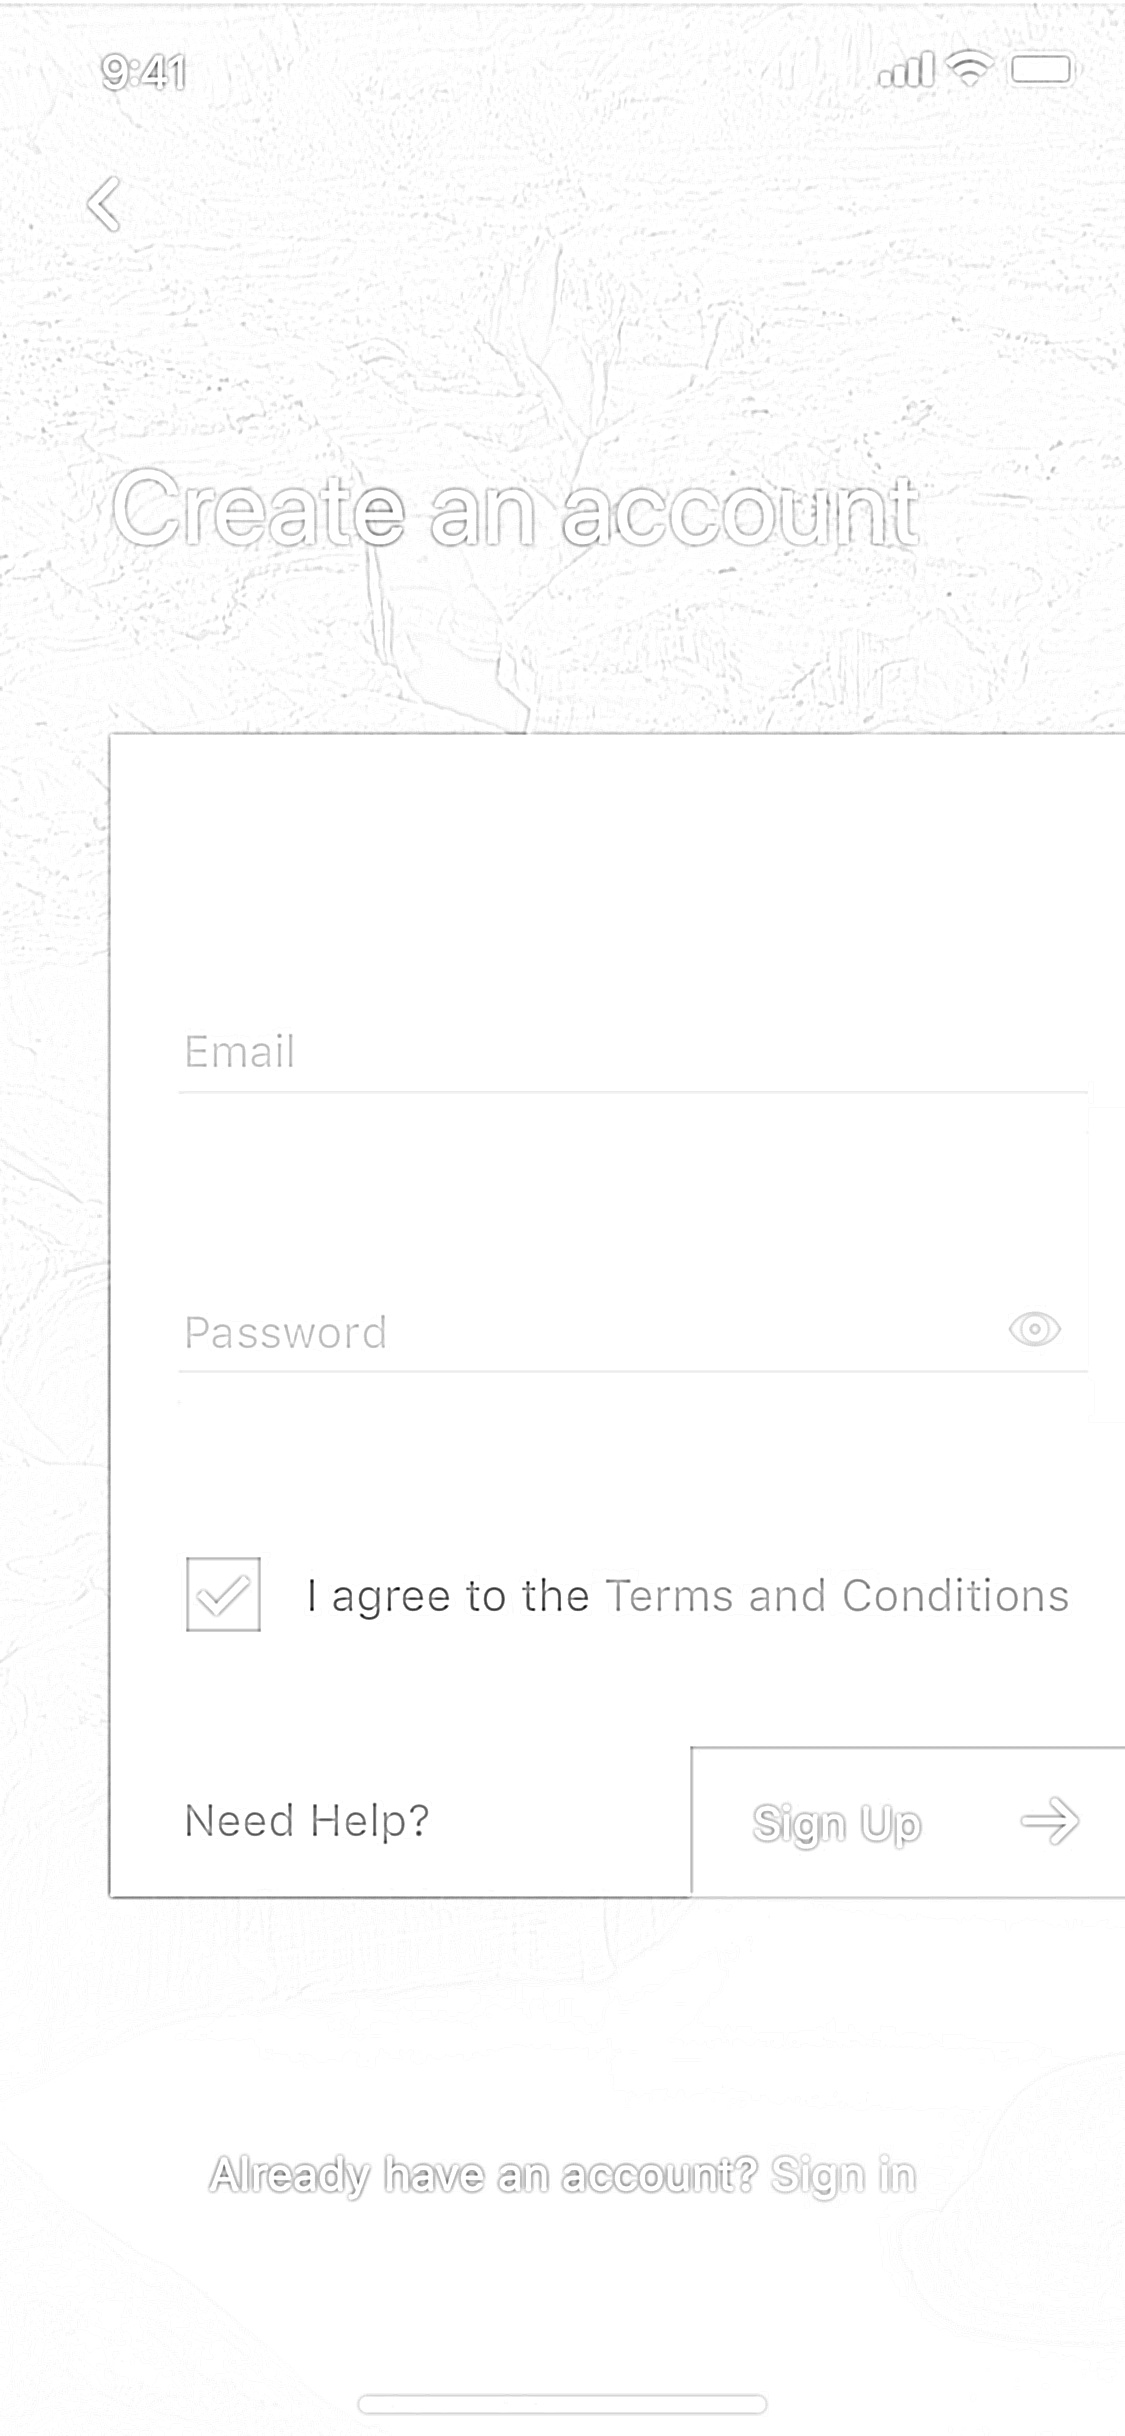 9:41
Create an account
Email
Password
I agree to the Terms and Conditions
Need Help?
Sign Up
Already have an account? Sign in